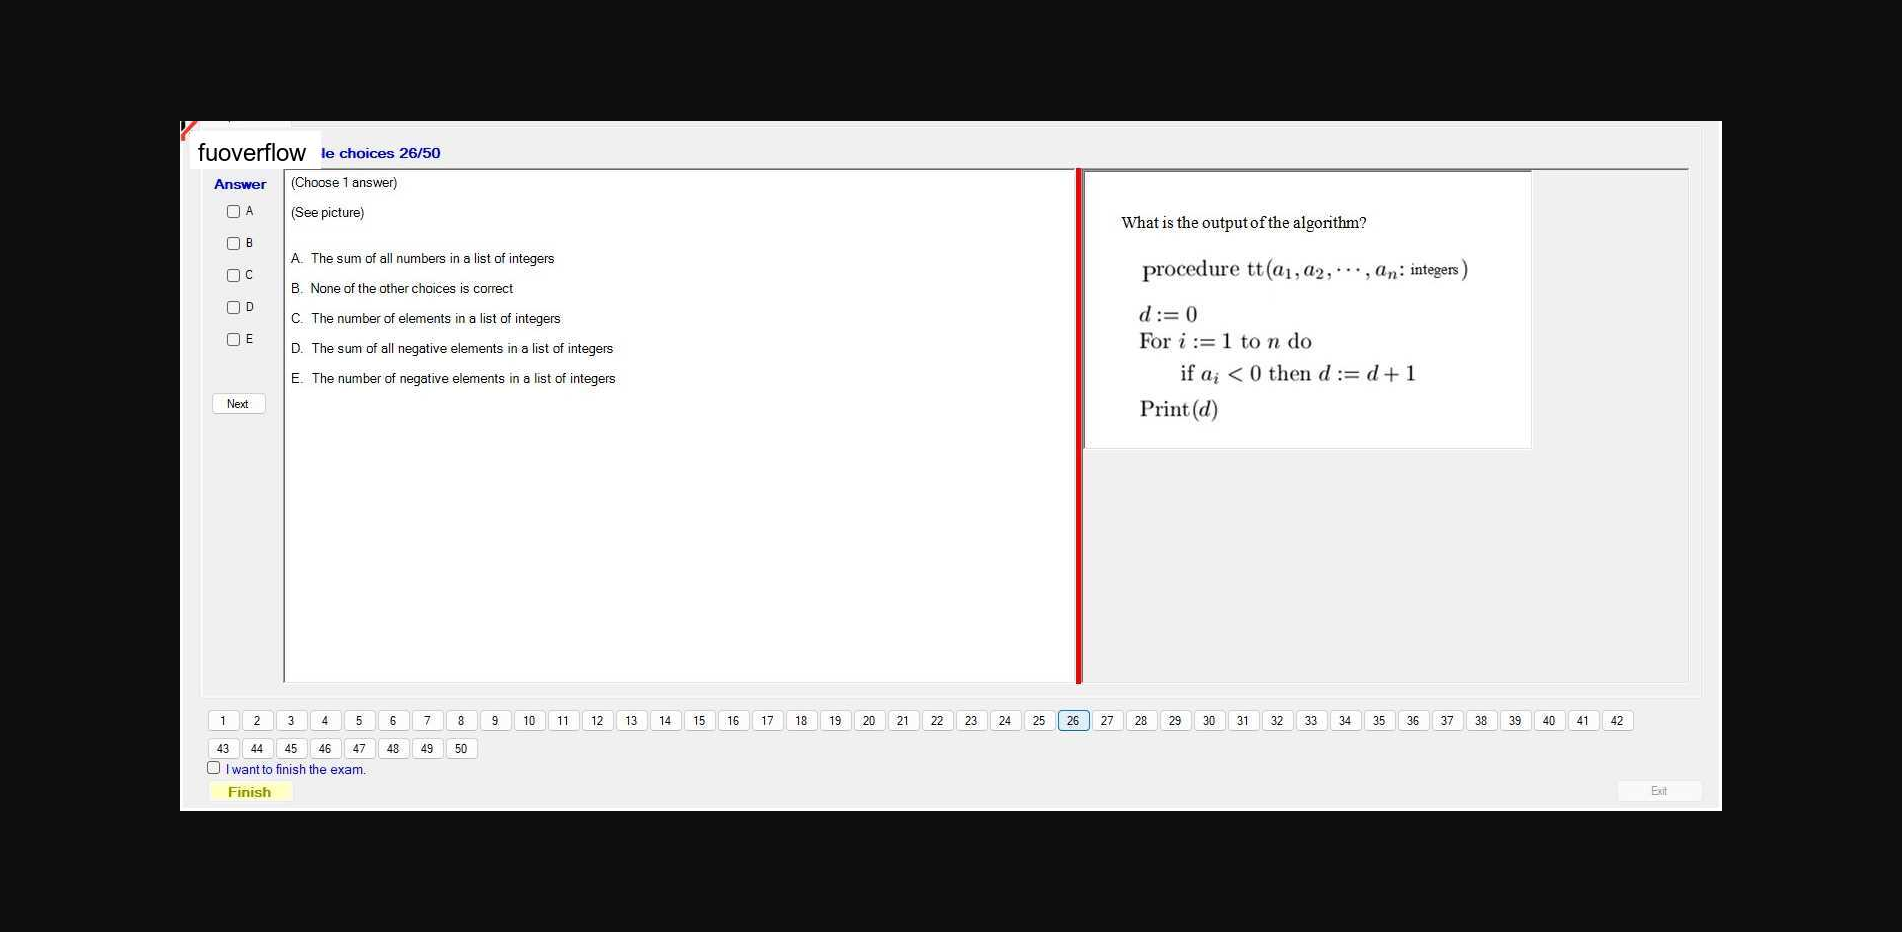 fuoverflow le choices 26/50
Answer
A
B
C
D
E
Next
(Choose 1 answer)
(See picture)
A. The sum of all numbers in a list of integers
B. None of the other choices is correct
C. The number of elements in a list of integers
D. The sum of all negative elements in a list of integers
E. The number of negative elements in a list of integers
What is the output of the algorithm?
procedure tt(a₁, a₂, ⋯, aₙ: integers)
d := 0
For i := 1 to n do
if aᵢ < 0 then d := d + 1
Print(d)
1 2 3 4 5 6 7 8 9 10 11 12 13 14 15 16 17 18 19 20 21 22 23 24 25 26 27 28 29 30 31 32 33 34 35 36 37 38 39 40 41 42
43 44 45 46 47 48 49 50
I want to finish the exam.
Finish
Exit